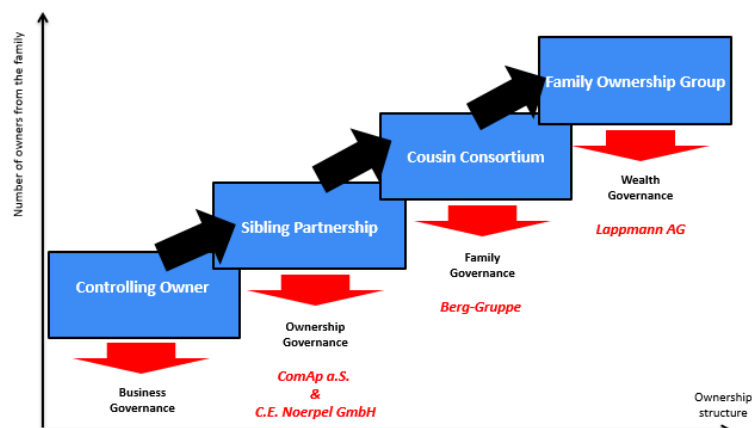 Number of owners from the family
Family Ownership Group
Cousin Consortium
Wealth
Governance
Lappmann AG
Sibling Partnership
Family
Governance
Berg-Gruppe
Controlling Owner
Ownership
Governance
ComAp a.S.
&
C.E. Noerpel GmbH
Business
Governance
Ownership
structure